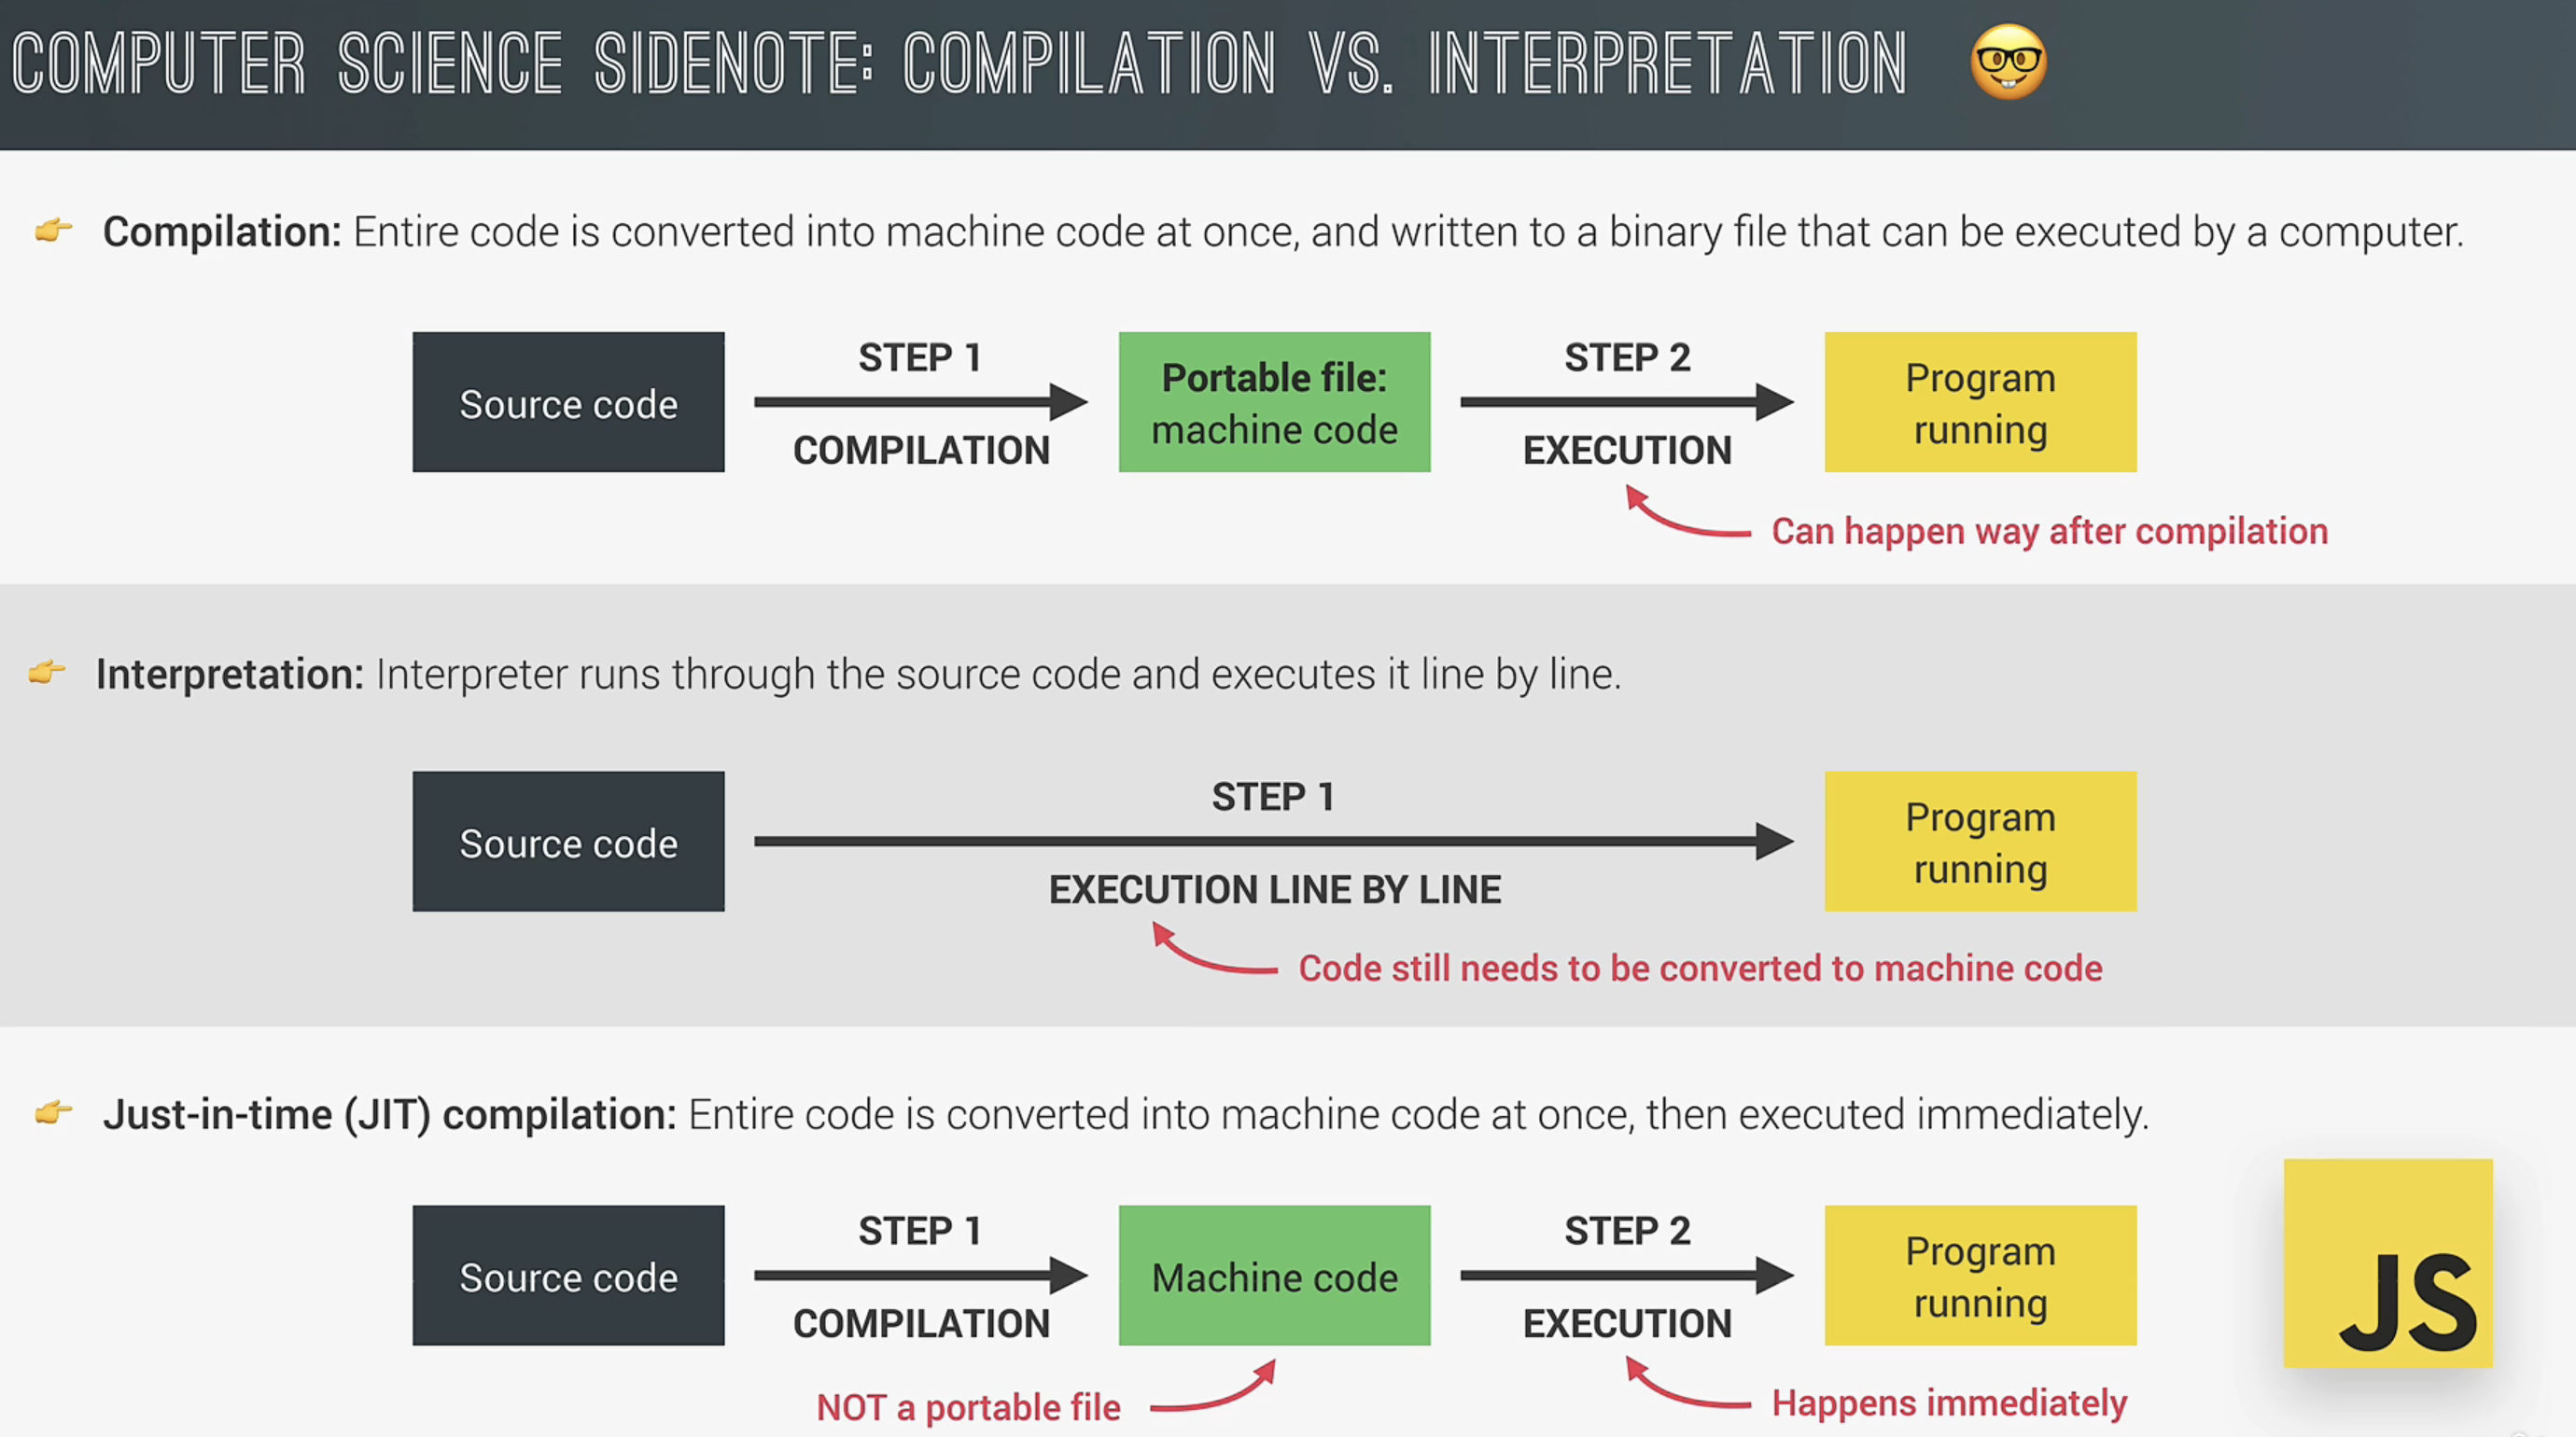 COMPUTER SCIENCE SIDENOTE: COMPILATION VS. INTERPRETATION 🤓
👉 Compilation: Entire code is converted into machine code at once, and written to a binary file that can be executed by a computer.
Source code
STEP 1
COMPILATION
Portable file:
machine code
STEP 2
EXECUTION
Program
running
Can happen way after compilation
👉 Interpretation: Interpreter runs through the source code and executes it line by line.
Source code
STEP 1
EXECUTION LINE BY LINE
Program
running
Code still needs to be converted to machine code
👉 Just-in-time (JIT) compilation: Entire code is converted into machine code at once, then executed immediately.
Source code
STEP 1
COMPILATION
Machine code
STEP 2
EXECUTION
Program
running
NOT a portable file
Happens immediately
JS